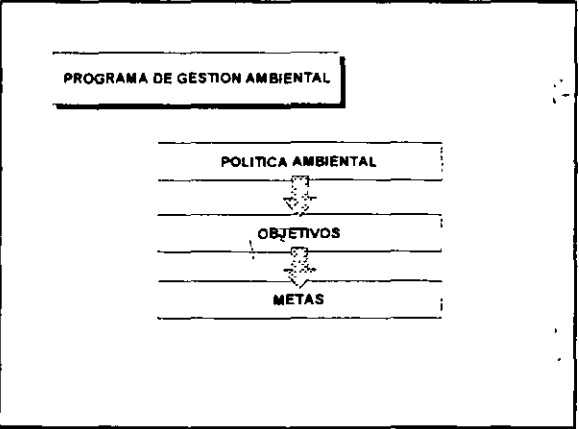 PROGRAMA DE GESTION AMBIENTAL
POLITICA AMBIENTAL
OBJETIVOS
METAS